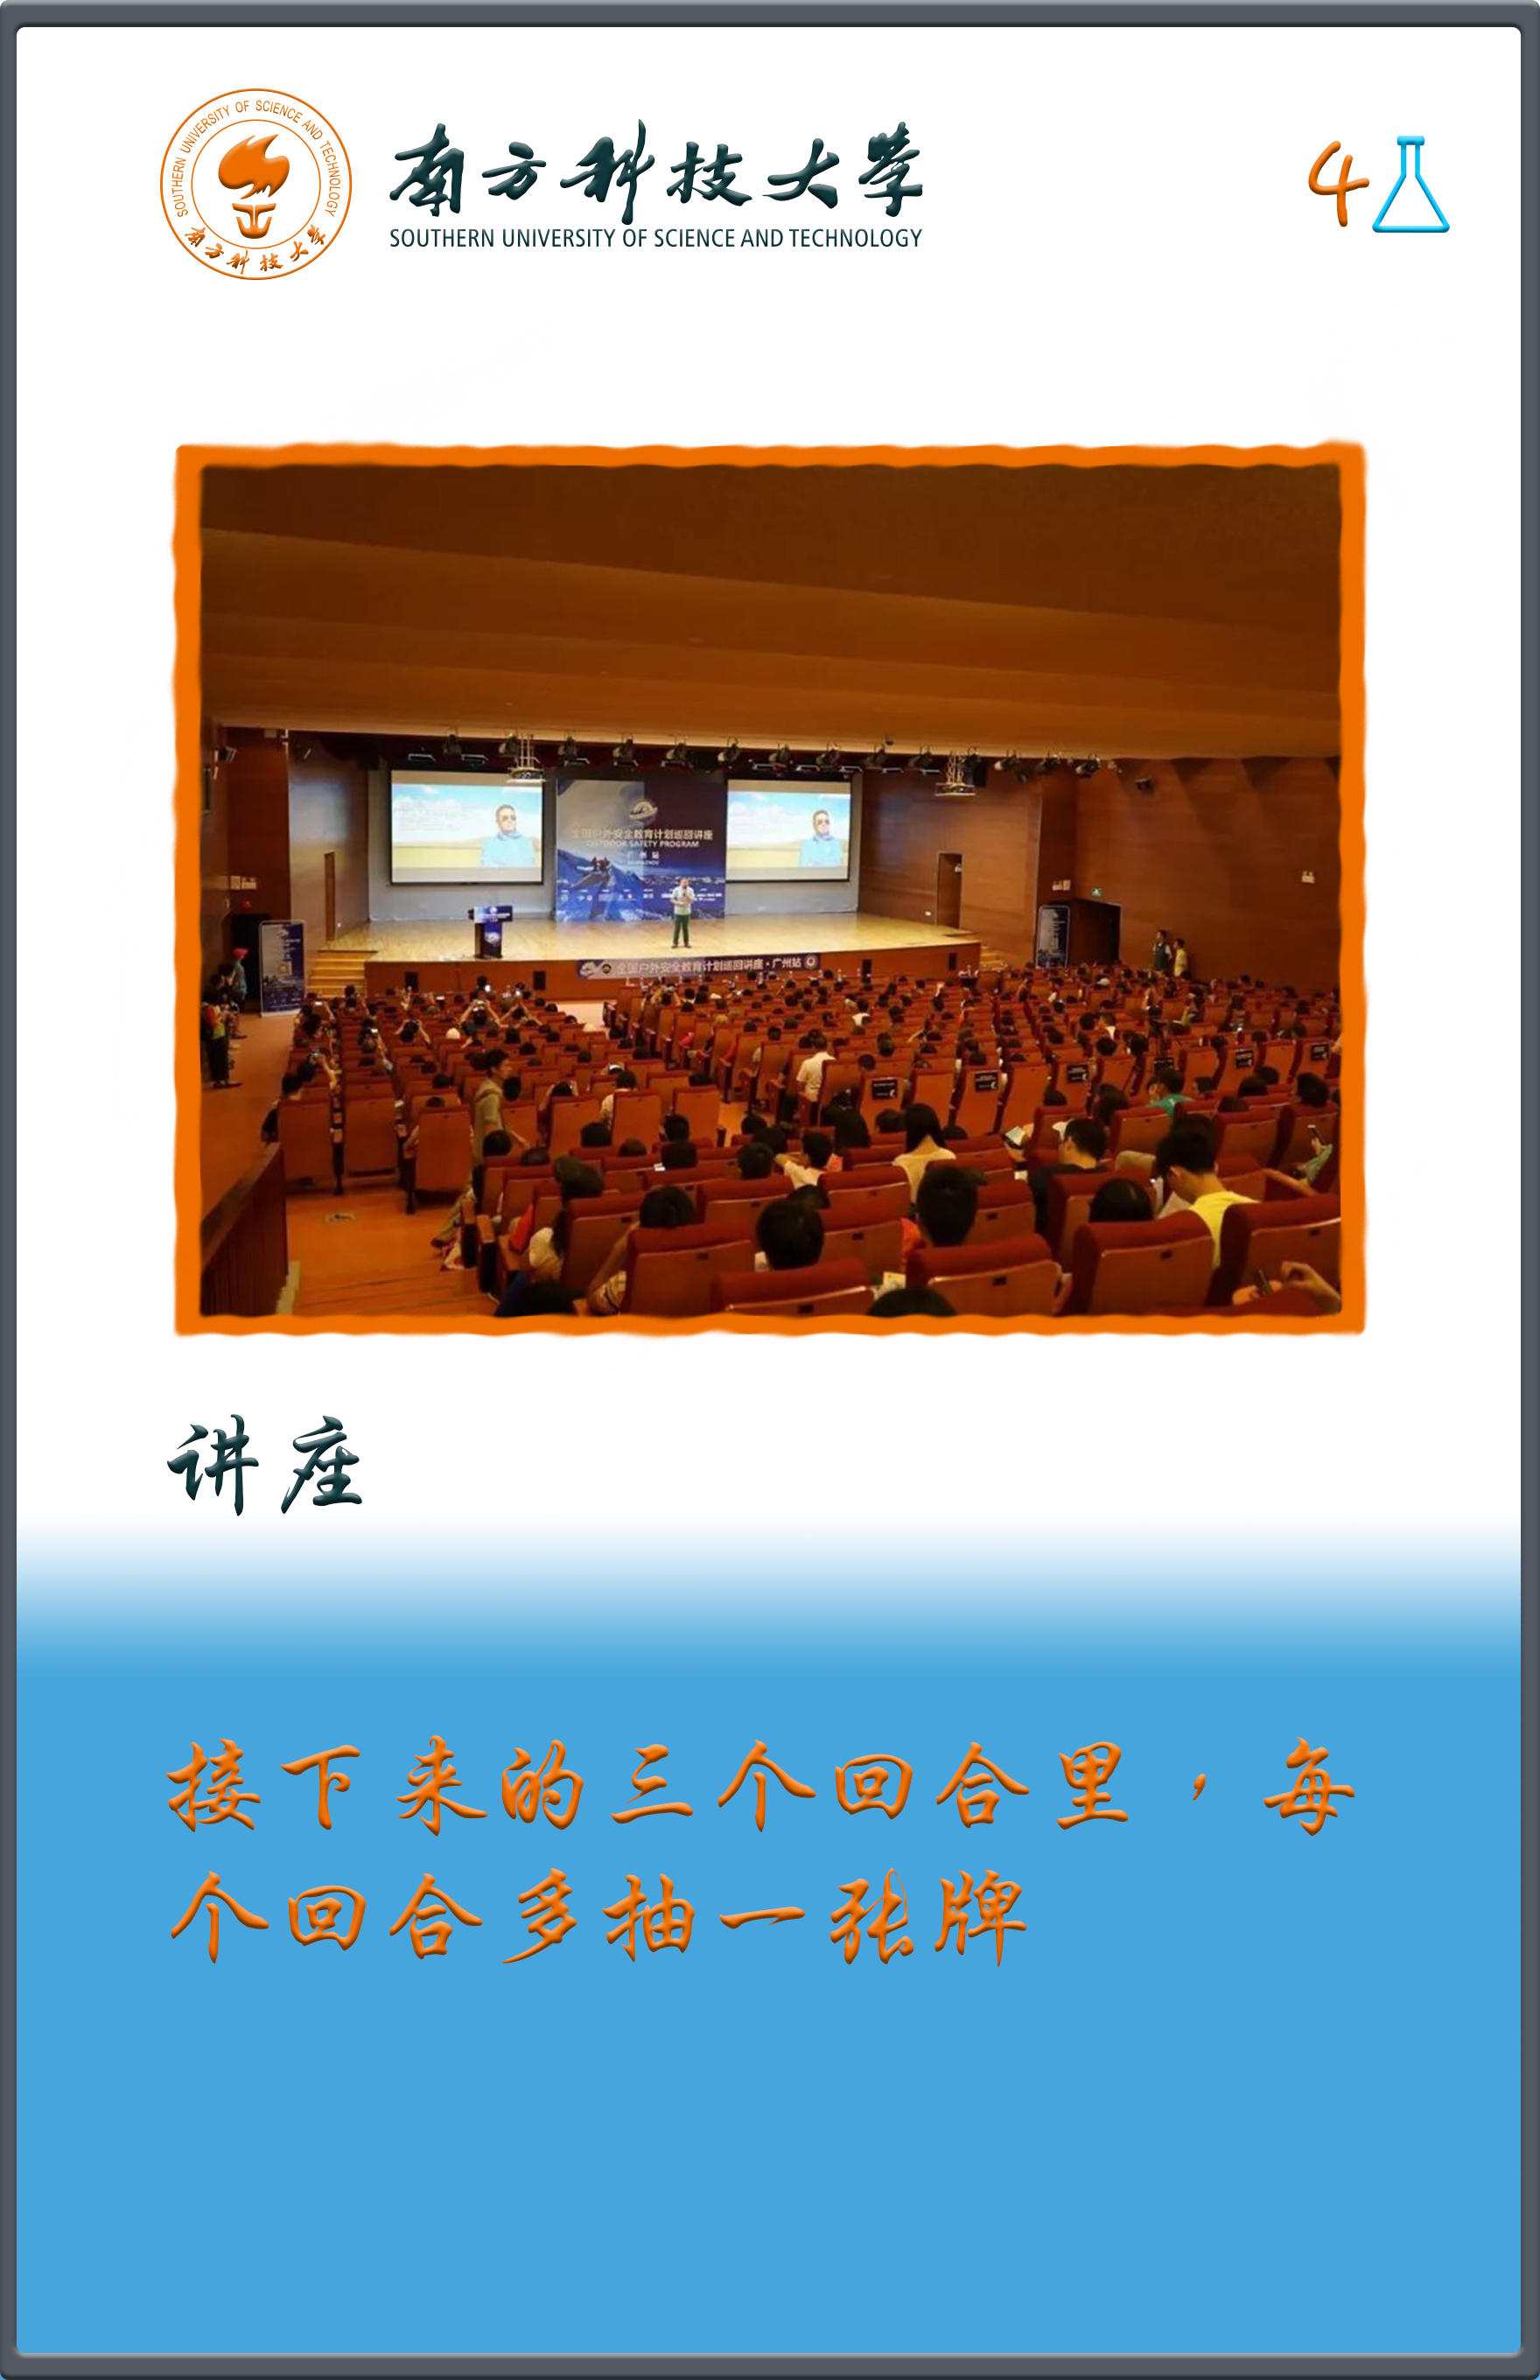 SOUTHERN UNIVERSITY OF SCIENCE AND TECHNOLOGY
南方科技大学
南方科技大学
SOUTHERN UNIVERSITY OF SCIENCE AND TECHNOLOGY
4
全国户外安全教育计划巡回讲座
OUTDOOR SAFETY PROGRAM
广州站
全国户外安全教育计划巡回讲座·广州站
讲座
接下来的三个回合里，每
个回合多抽一张牌